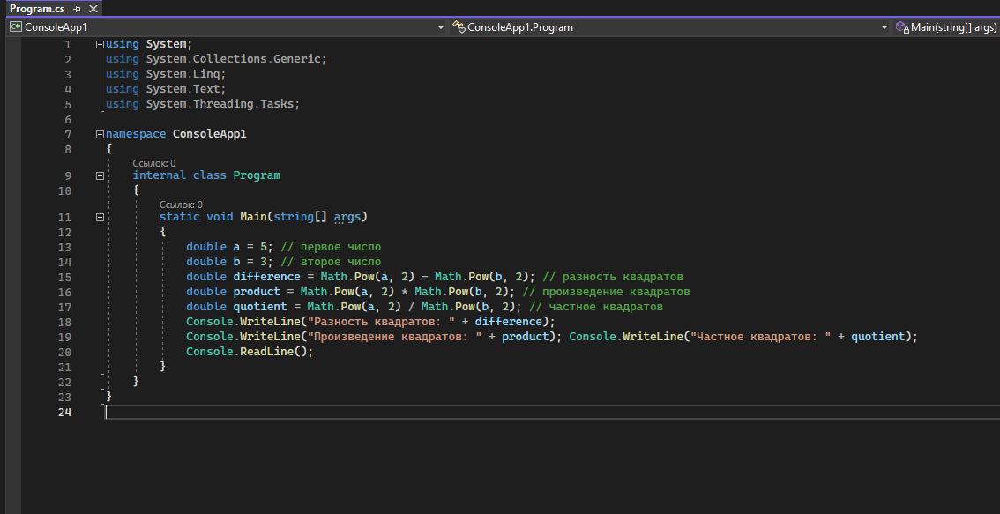 Program.cs
C# ConsoleApp1 ConsoleApp1.Program Main(string[] args)
1 using System;
2 using System.Collections.Generic;
3 using System.Linq;
4 using System.Text;
5 using System.Threading.Tasks;
6
7 namespace ConsoleApp1
8 {
Ссылок: 0
9 internal class Program
10 {
Ссылок: 0
11 static void Main(string[] args)
12 {
13 double a = 5; // первое число
14 double b = 3; // второе число
15 double difference = Math.Pow(a, 2) - Math.Pow(b, 2); // разность квадратов
16 double product = Math.Pow(a, 2) * Math.Pow(b, 2); // произведение квадратов
17 double quotient = Math.Pow(a, 2) / Math.Pow(b, 2); // частное квадратов
18 Console.WriteLine("Разность квадратов: " + difference);
19 Console.WriteLine("Произведение квадратов: " + product); Console.WriteLine("Частное квадратов: " + quotient);
20 Console.ReadLine();
21 }
22 }
23 }
24